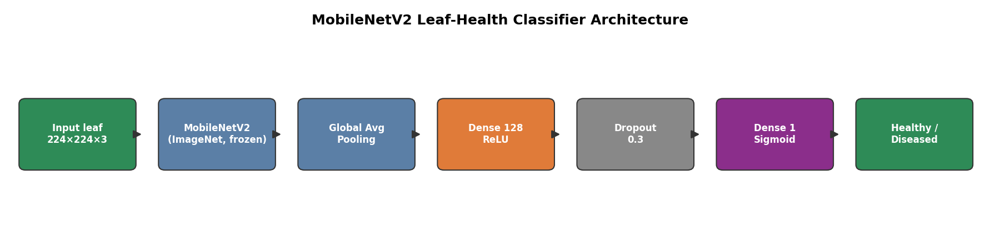 MobileNetV2 Leaf-Health Classifier Architecture
Input leaf
224×224×3
MobileNetV2
(ImageNet, frozen)
Global Avg
Pooling
Dense 128
ReLU
Dropout
0.3
Dense 1
Sigmoid
Healthy /
Diseased